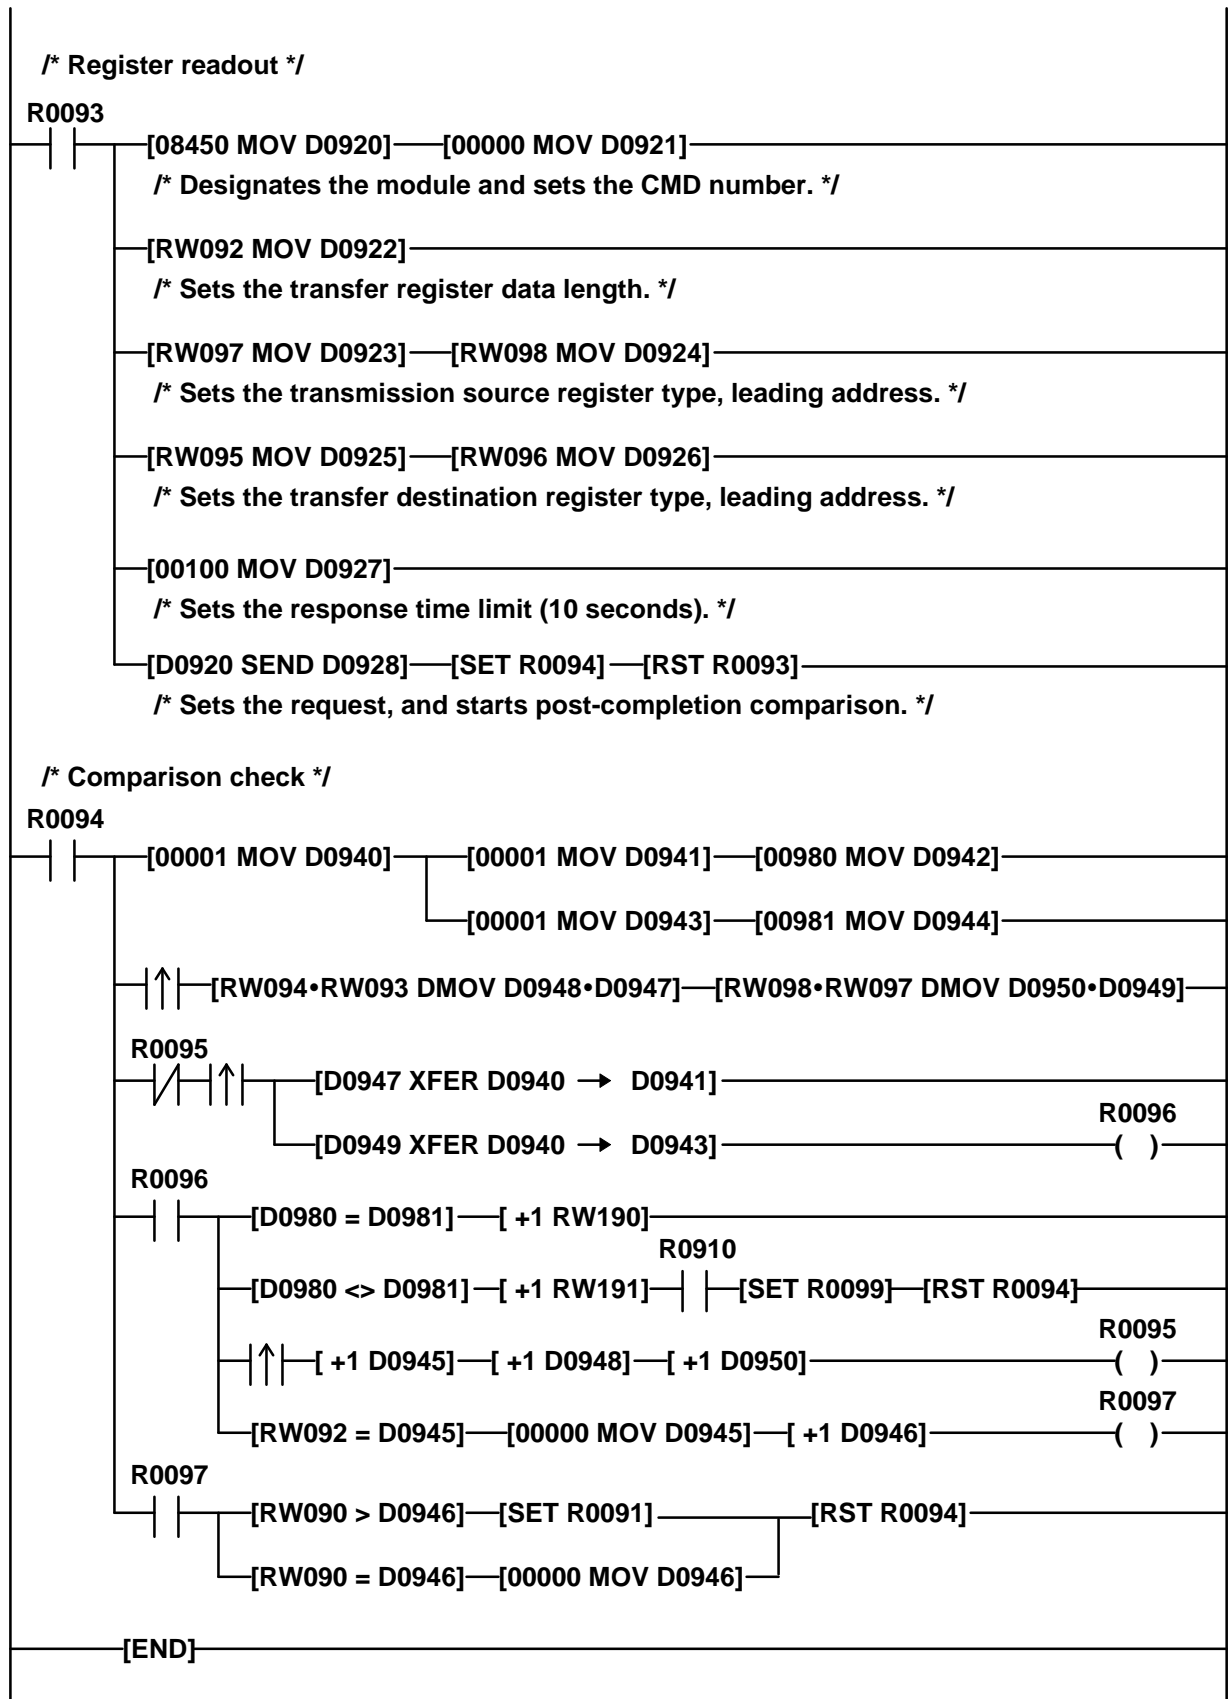 /* Register readout */
R0093
[08450 MOV D0920] [00000 MOV D0921]
/* Designates the module and sets the CMD number. */
[RW092 MOV D0922]
/* Sets the transfer register data length. */
[RW097 MOV D0923] [RW098 MOV D0924]
/* Sets the transmission source register type, leading address. */
[RW095 MOV D0925] [RW096 MOV D0926]
/* Sets the transfer destination register type, leading address. */
[00100 MOV D0927]
/* Sets the response time limit (10 seconds). */
[D0920 SEND D0928] [SET R0094] [RST R0093]
/* Sets the request, and starts post-completion comparison. */
/* Comparison check */
R0094
[00001 MOV D0940] [00001 MOV D0941] [00980 MOV D0942]
[00001 MOV D0943] [00981 MOV D0944]
[RW094•RW093 DMOV D0948•D0947] [RW098•RW097 DMOV D0950•D0949]
R0095
[D0947 XFER D0940 → D0941]
R0096
[D0949 XFER D0940 → D0943] ( )
R0096
[D0980 = D0981] [ +1 RW190]
R0910
[D0980 <> D0981] [ +1 RW191] [SET R0099] [RST R0094]
R0095
[ +1 D0945] [ +1 D0948] [ +1 D0950] ( )
R0097
[RW092 = D0945] [00000 MOV D0945] [ +1 D0946] ( )
R0097
[RW090 > D0946] [SET R0091] [RST R0094]
[RW090 = D0946] [00000 MOV D0946]
[END]